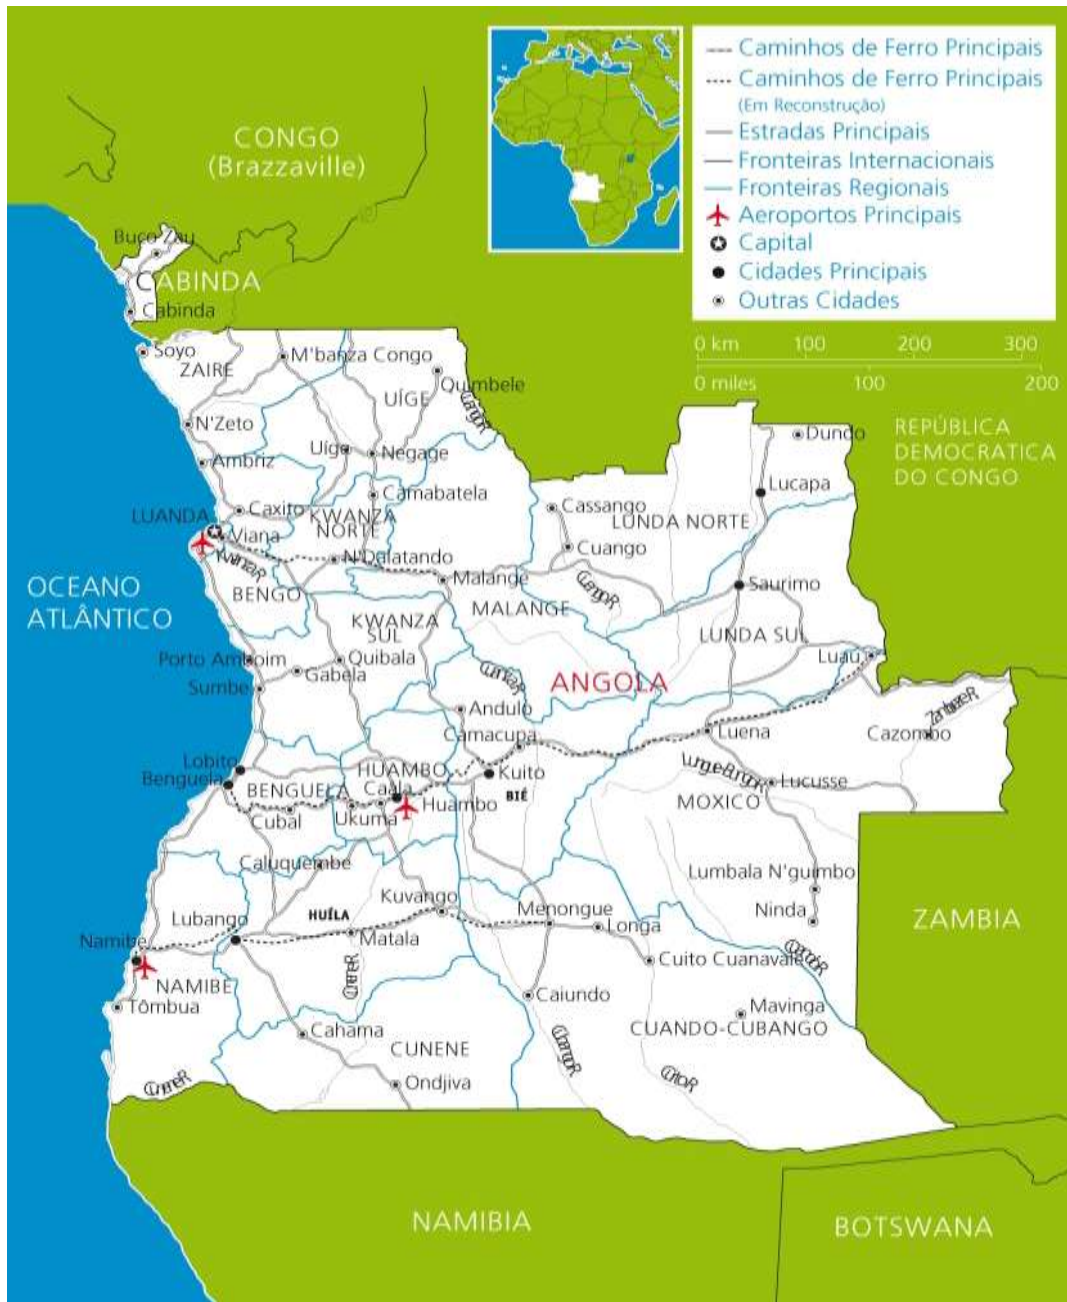 Caminhos de Ferro Principais
Caminhos de Ferro Principais
(Em Reconstrução)
Estradas Principais
Fronteiras Internacionais
Fronteiras Regionais
Aeroportos Principais
Capital
Cidades Principais
Outras Cidades
0 km 100 200 300
0 miles 100 200
CONGO
(Brazzaville)
Buco Zau
CABINDA
Cabinda
Soyo
ZAIRE
M'banza Congo
Quimbele
UÍGE
N'Zeto
Uíge
Negage
Ambriz
Camabatela
Caxito
KWANZA
NORTE
LUANDA
Viana
N'Dalatando
Malange
BENGO
MALANGE
KWANZA
SUL
Cassango
Cuango
LUNDA NORTE
Dundo
Lucapa
REPÚBLICA
DEMOCRATICA
DO CONGO
Saurimo
LUNDA SUL
Luaú
OCEANO
ATLÂNTICO
Porto Amboim
Quibala
Gabela
Sumbe
ANGOLA
Andulo
Camacupa
Luena
Cazombo
Lobito
Benguela
BENGUELA
HUAMBO
Caala
Huambo
Kuito
BIÉ
Cubal
Ukuma
Lucusse
MOXICO
Caluquembe
Lumbala N'guimbo
Ninda
Kuvango
Menongue
Longa
Lubango
HUÍLA
Matala
Namibe
NAMIBE
Tômbua
Cuito Cuanavale
Caiundo
Mavinga
CUANDO-CUBANGO
Cahama
CUNENE
Ondjiva
ZAMBIA
NAMIBIA
BOTSWANA